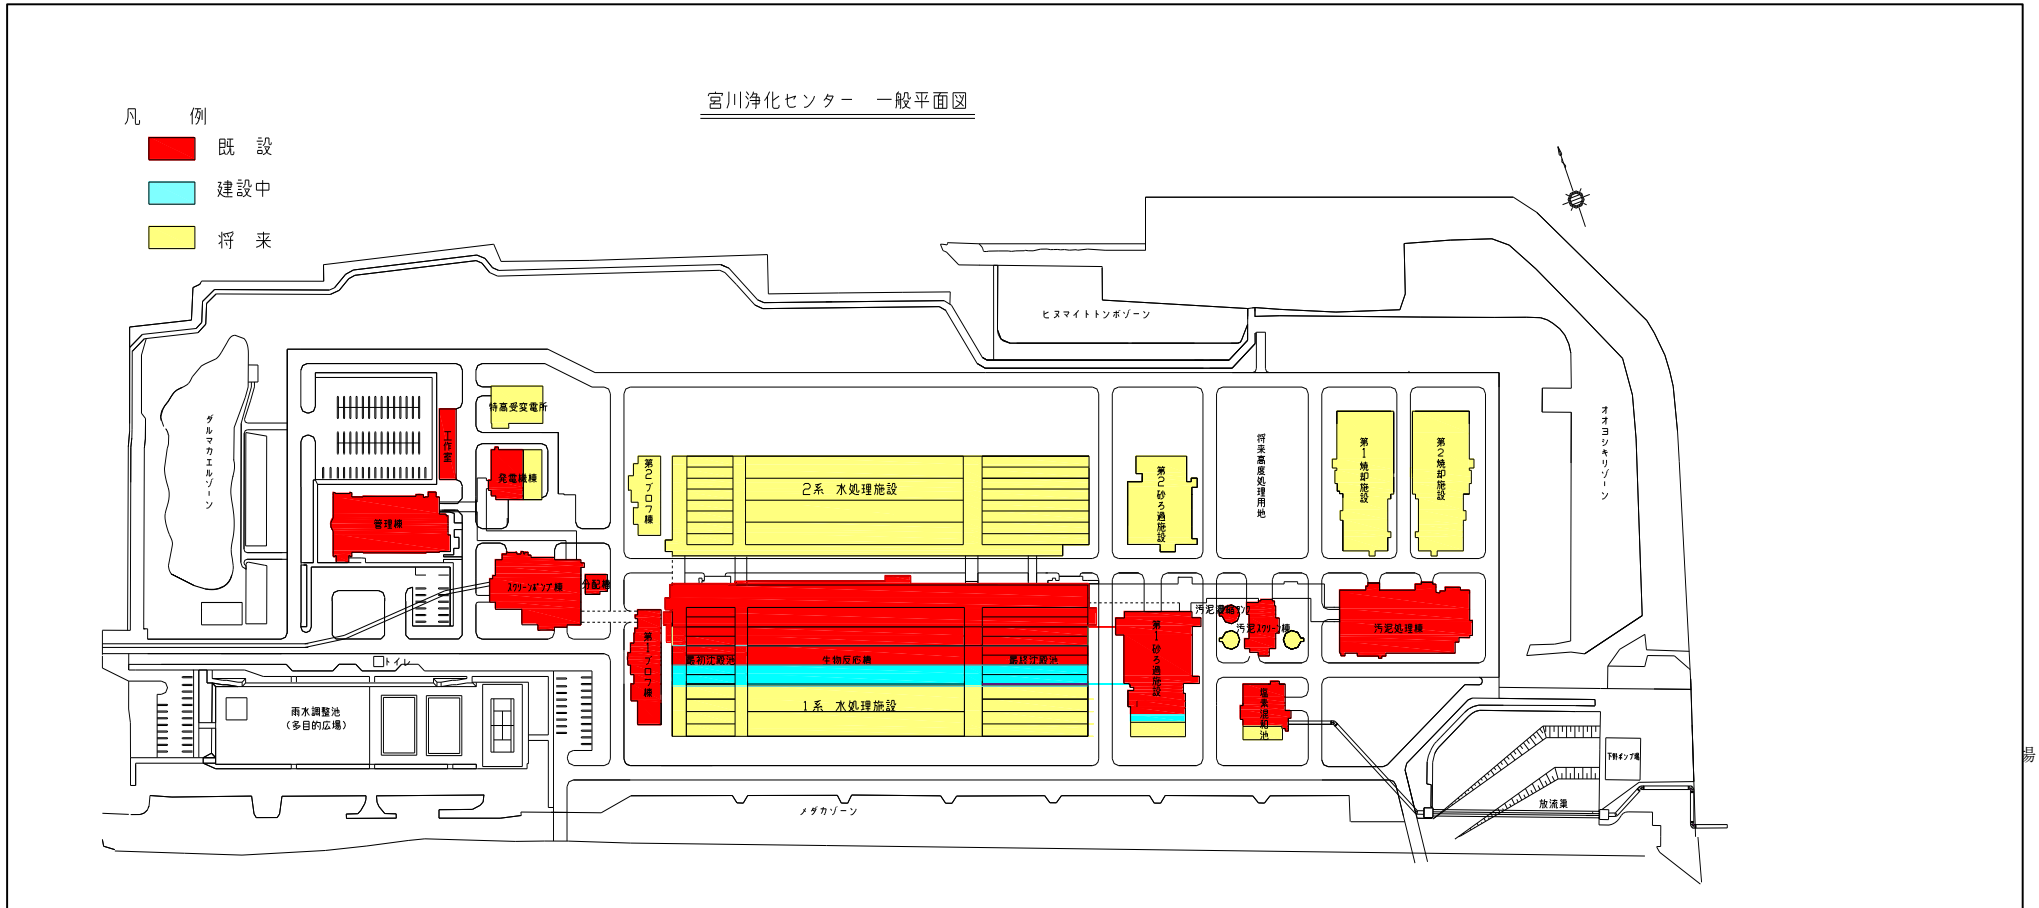 宮川浄化センター 一般平面図
凡 例
既 設
建設中
将 来
ヒヌマイトトンボゾーン
ダルマカエルゾーン
オオヨシキリゾーン
特高受変電所
工作室
発電機棟
管理棟
スクリーンポンプ棟
分配槽
第2ブロワ棟
2系 水処理施設
第2砂ろ過施設
将来高度処理用地
第1焼却施設
第2焼却施設
第1ブロワ棟
最初沈殿池
生物反応槽
最終沈殿池
1系 水処理施設
第1砂ろ過施設
汚泥スクリーン棟
汚泥処理棟
塩素混和池
トイレ
雨水調整池
(多目的広場)
メダカゾーン
下野ポンプ場
放流渠
場